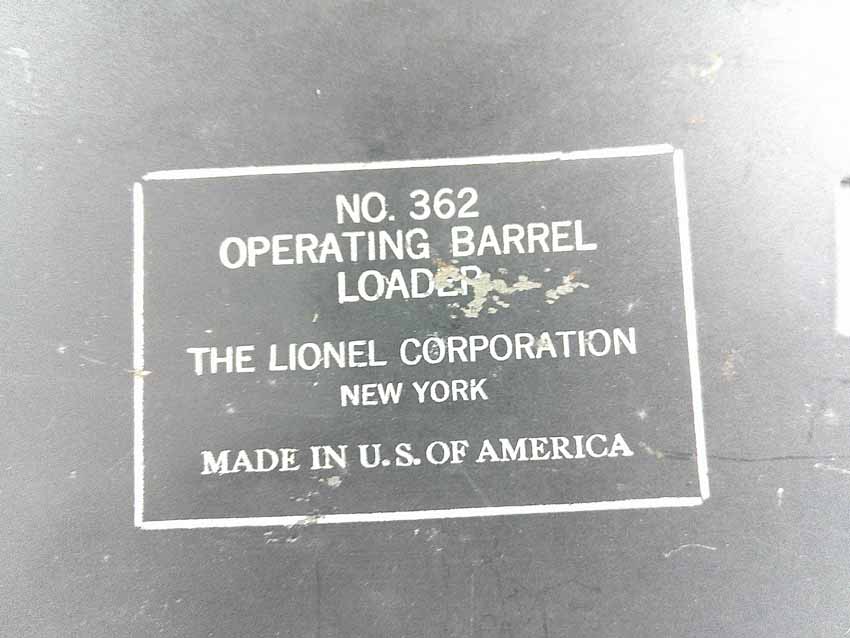 NO. 362
OPERATING BARREL
LOADER
THE LIONEL CORPORATION
NEW YORK
MADE IN U.S. OF AMERICA